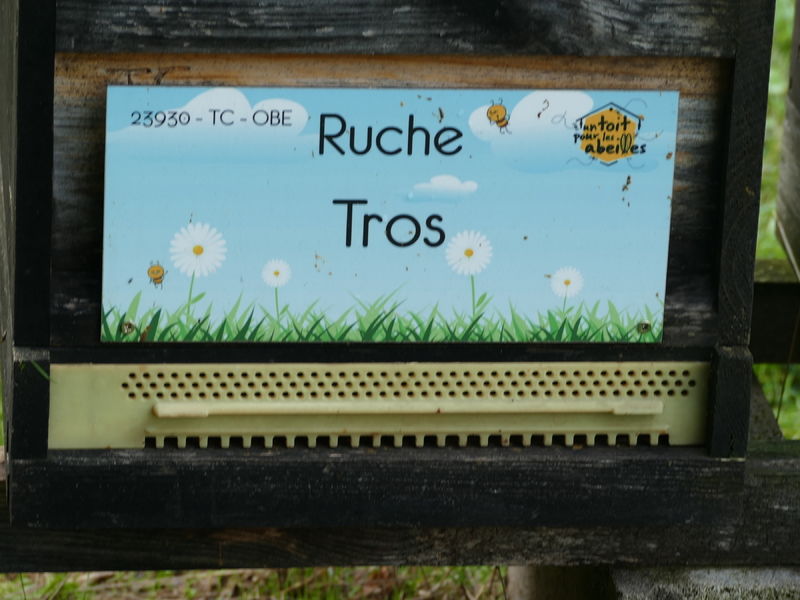 23930 - TC - OBE
Ruche
Tros
un toit
pour les
abeilles